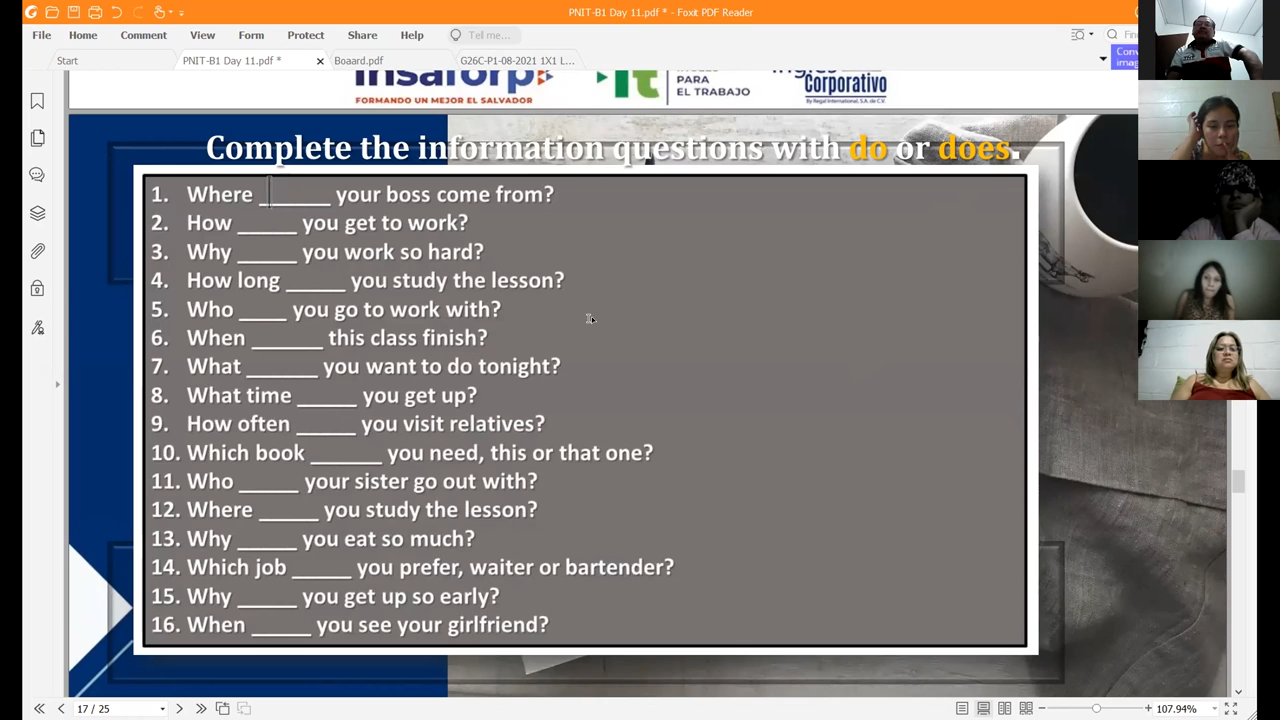 PNIT-B1 Day 11.pdf * - Foxit PDF Reader
File Home Comment View Form Protect Share Help Tell me...
Start PNIT-B1 Day 11.pdf * Boaard.pdf G26C-P1-08-2021 1X1 L...
insaforp
FORMANDO UN MEJOR EL SALVADOR
PARA
EL TRABAJO
Corporativo
By Regal International, S.A. de C.V.
Complete the information questions with do or does.
1. Where ______ your boss come from?
2. How _____ you get to work?
3. Why _____ you work so hard?
4. How long _____ you study the lesson?
5. Who ____ you go to work with?
6. When ______ this class finish?
7. What ______ you want to do tonight?
8. What time _____ you get up?
9. How often _____ you visit relatives?
10. Which book ______ you need, this or that one?
11. Who _____ your sister go out with?
12. Where _____ you study the lesson?
13. Why _____ you eat so much?
14. Which job _____ you prefer, waiter or bartender?
15. Why _____ you get up so early?
16. When _____ you see your girlfriend?
17 / 25
107.94%